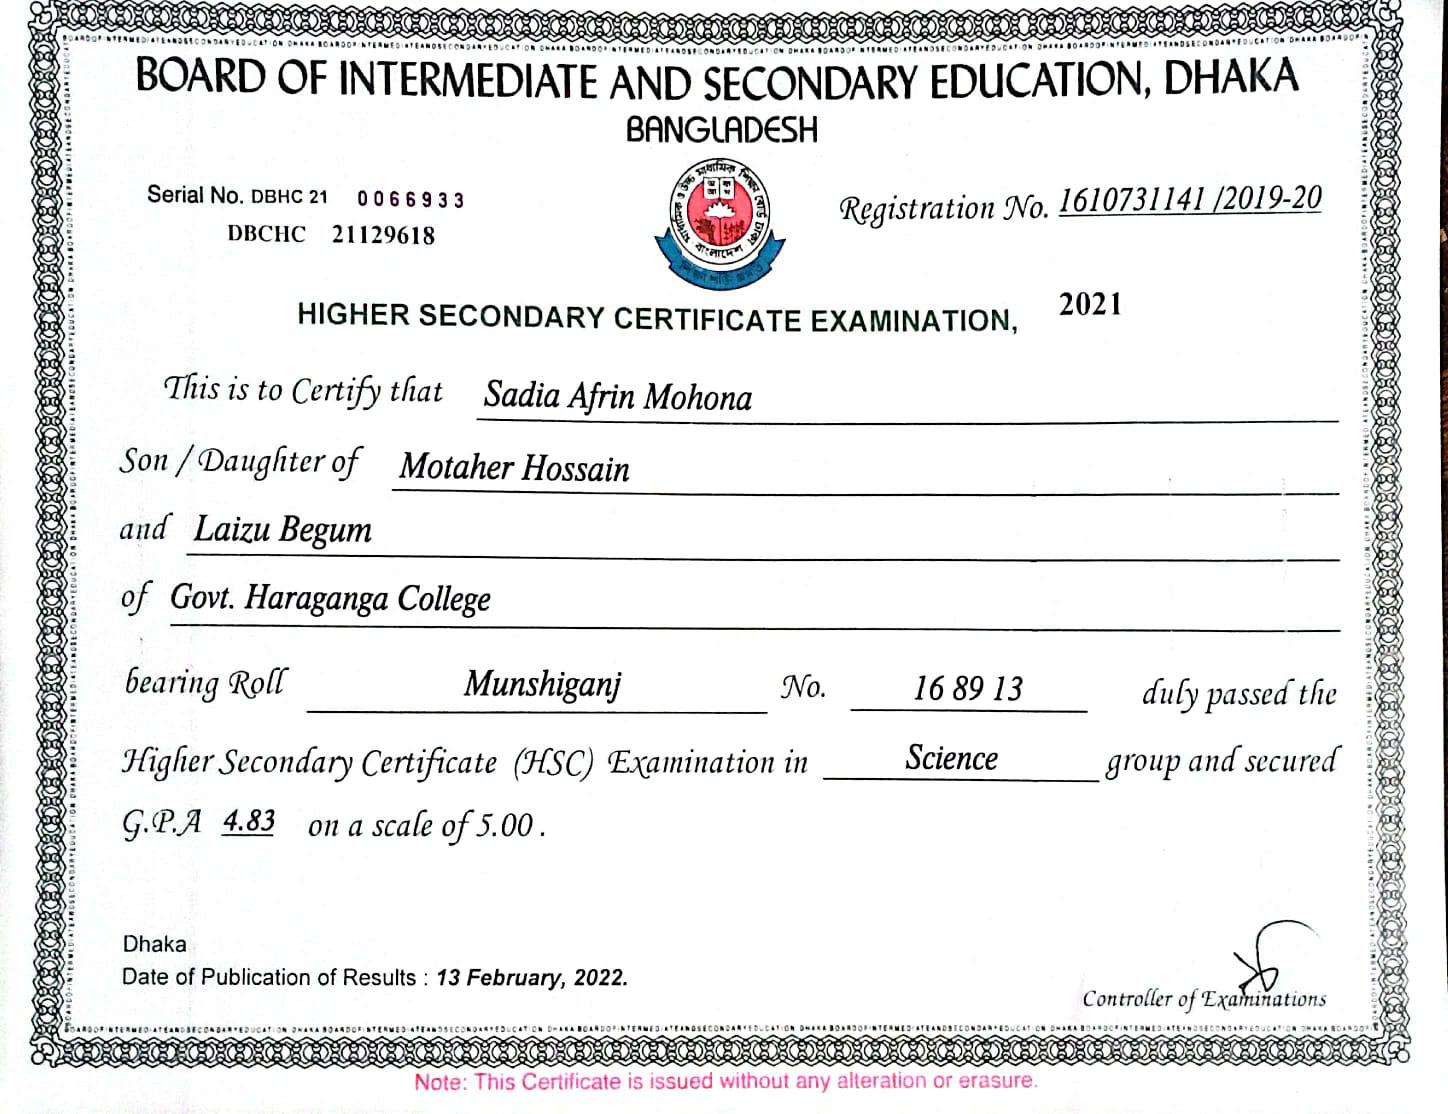 BOARD OF INTERMEDIATE AND SECONDARY EDUCATION, DHAKA
BANGLADESH
Serial No. DBHC 21 0066933
DBCHC 21129618
মাধ্যমিক ও উচ্চ মাধ্যমিক শিক্ষা বোর্ড ঢাকা
বাংলাদেশ
Registration No. 1610731141 /2019-20
HIGHER SECONDARY CERTIFICATE EXAMINATION, 2021
This is to Certify that Sadia Afrin Mohona
Son / Daughter of Motaher Hossain
and Laizu Begum
of Govt. Haraganga College
bearing Roll Munshiganj No. 16 89 13 duly passed the
Higher Secondary Certificate (HSC) Examination in Science group and secured
G.P.A 4.83 on a scale of 5.00 .
Dhaka
Date of Publication of Results : 13 February, 2022.
Controller of Examinations
Note: This Certificate is issued without any alteration or erasure.